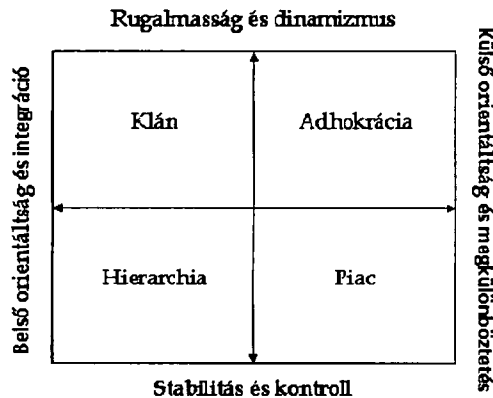 Rugalmasság és dinamizmus
Belső orientáltság és integráció
Klán
Adhokrácia
Külső orientáltság és megkülönböztetés
Hierarchia
Piac
Stabilitás és kontroll